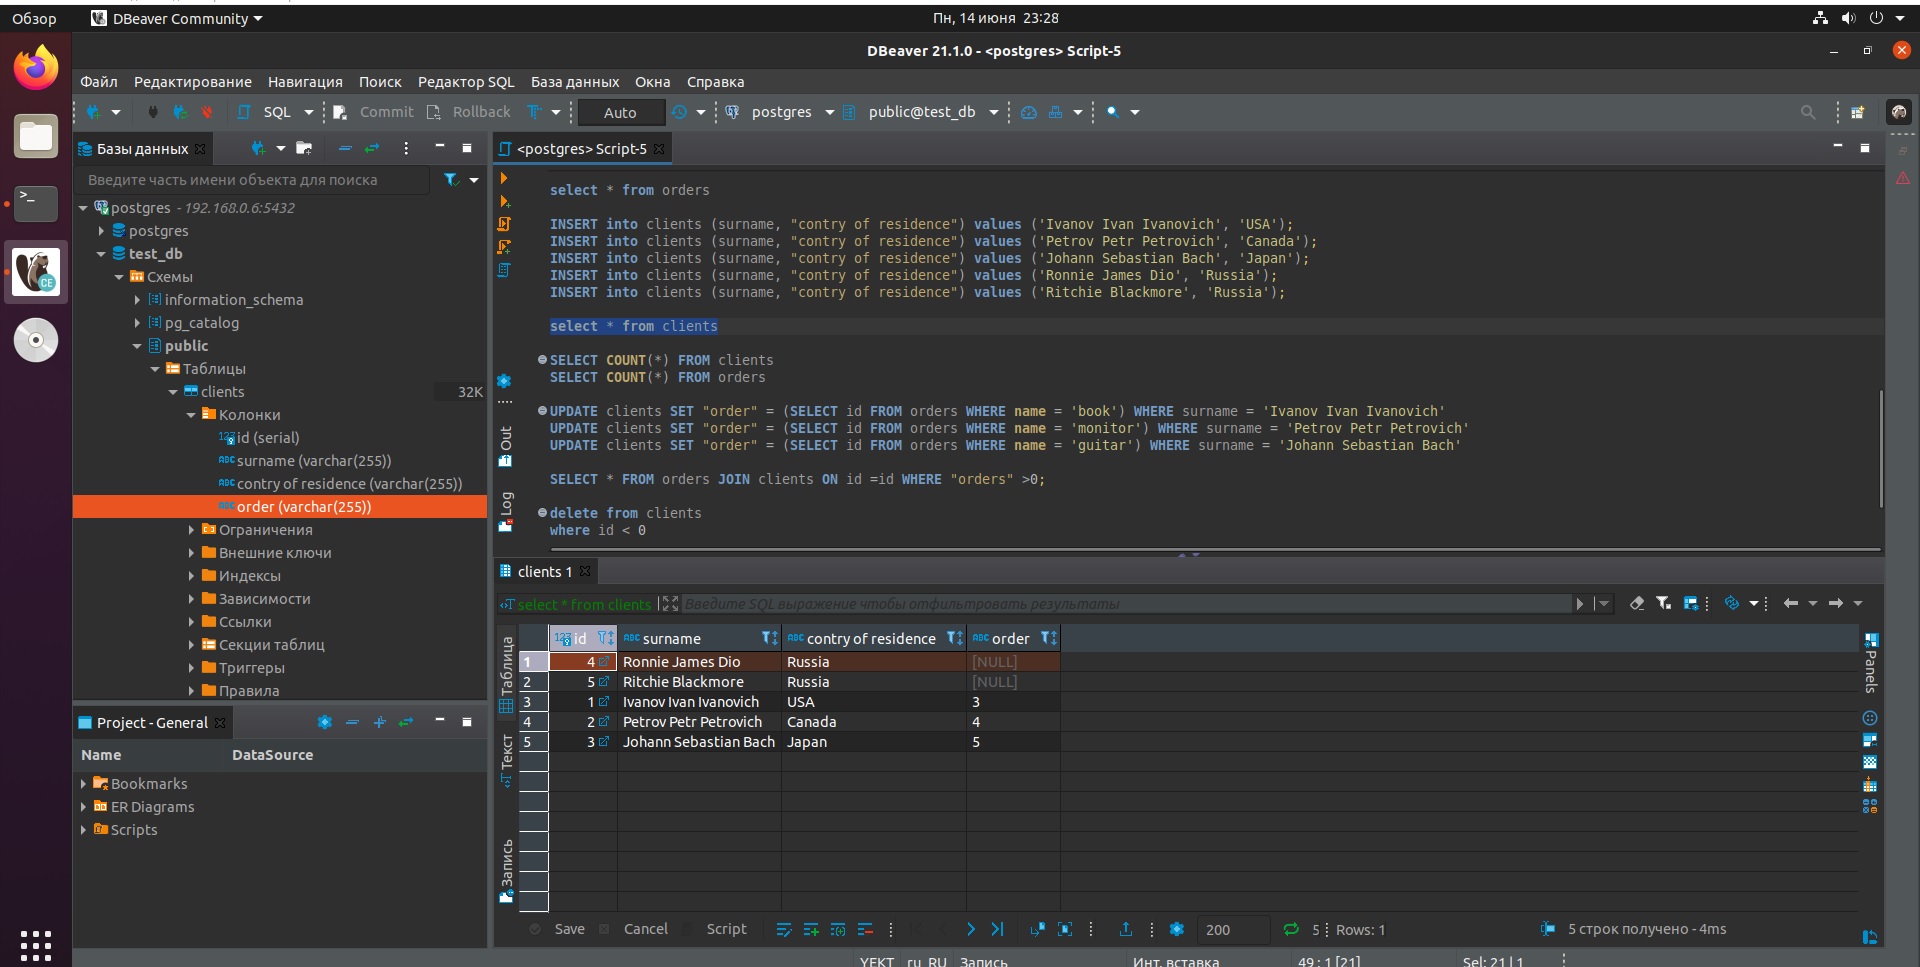 Обзор
DBeaver Community
Пн, 14 июня 23:28
DBeaver 21.1.0 - <postgres> Script-5
Файл Редактирование Навигация Поиск Редактор SQL База данных Окна Справка
SQL Commit Rollback Auto postgres public@test_db
Базы данных
Введите часть имени объекта для поиска
postgres - 192.168.0.6:5432
postgres
test_db
Схемы
information_schema
pg_catalog
public
Таблицы
clients 32K
Колонки
123 id (serial)
ABC surname (varchar(255))
ABC contry of residence (varchar(255))
ABC order (varchar(255))
Ограничения
Внешние ключи
Индексы
Зависимости
Ссылки
Секции таблиц
Триггеры
Правила
Project - General
Name DataSource
Bookmarks
ER Diagrams
Scripts
<postgres> Script-5
select * from orders
INSERT into clients (surname, "contry of residence") values ('Ivanov Ivan Ivanovich', 'USA');
INSERT into clients (surname, "contry of residence") values ('Petrov Petr Petrovich', 'Canada');
INSERT into clients (surname, "contry of residence") values ('Johann Sebastian Bach', 'Japan');
INSERT into clients (surname, "contry of residence") values ('Ronnie James Dio', 'Russia');
INSERT into clients (surname, "contry of residence") values ('Ritchie Blackmore', 'Russia');
select * from clients
SELECT COUNT(*) FROM clients
SELECT COUNT(*) FROM orders
UPDATE clients SET "order" = (SELECT id FROM orders WHERE name = 'book') WHERE surname = 'Ivanov Ivan Ivanovich'
UPDATE clients SET "order" = (SELECT id FROM orders WHERE name = 'monitor') WHERE surname = 'Petrov Petr Petrovich'
UPDATE clients SET "order" = (SELECT id FROM orders WHERE name = 'guitar') WHERE surname = 'Johann Sebastian Bach'
SELECT * FROM orders JOIN clients ON id =id WHERE "orders" >0;
delete from clients
where id < 0
Out
Log
clients 1
select * from clients Введите SQL выражение чтобы отфильтровать результаты
Таблица
Текст
Запись
Panels
123 id ABC surname ABC contry of residence ABC order
1 4 Ronnie James Dio Russia [NULL]
2 5 Ritchie Blackmore Russia [NULL]
3 1 Ivanov Ivan Ivanovich USA 3
4 2 Petrov Petr Petrovich Canada 4
5 3 Johann Sebastian Bach Japan 5
Save Cancel Script 200 5 Rows: 1 5 строк получено - 4ms
YEKT ru_RU Запись Инт. вставка 49 : 1 [21] Sel: 21 | 1